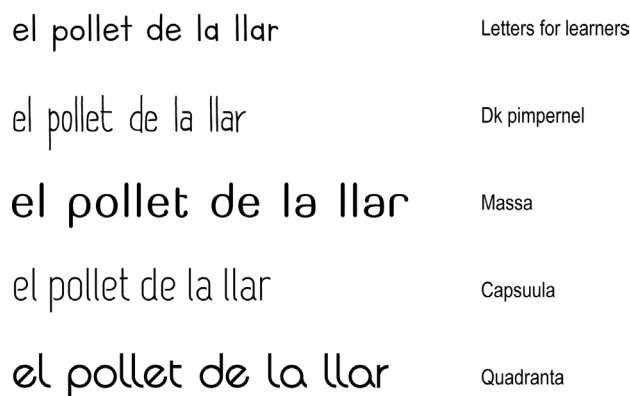 el pollet de la llar Letters for learners
el pollet de la llar Dk pimpernel
el pollet de la llar Massa
el pollet de la llar Capsuula
el pollet de la llar Quadranta